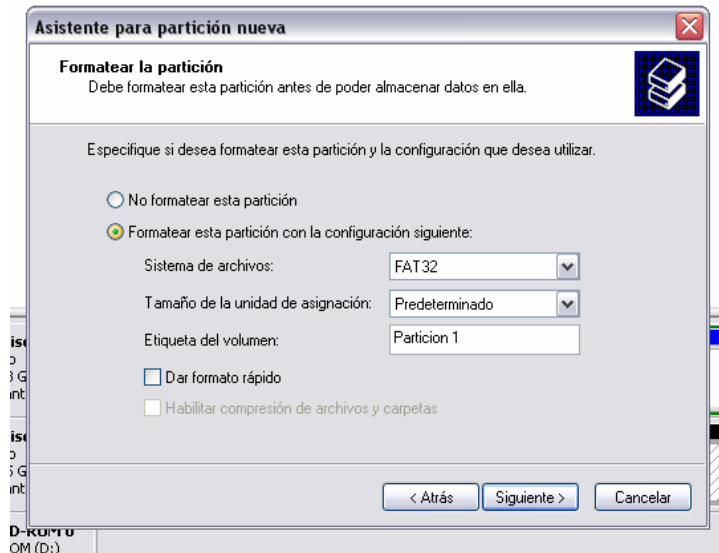 Asistente para partición nueva
Formatear la partición
Debe formatear esta partición antes de poder almacenar datos en ella.
Especifique si desea formatear esta partición y la configuración que desea utilizar.
No formatear esta partición
Formatear esta partición con la configuración siguiente:
Sistema de archivos: FAT32
Tamaño de la unidad de asignación: Predeterminado
Etiqueta del volumen: Particion 1
Dar formato rápido
Habilitar compresión de archivos y carpetas
< Atrás Siguiente > Cancelar
OM (D:)